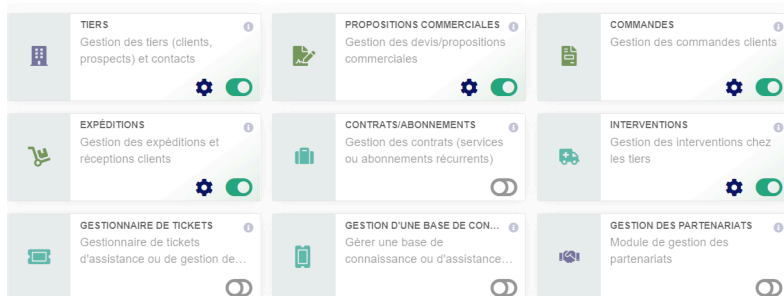 TIERS
Gestion des tiers (clients,
prospects) et contacts
PROPOSITIONS COMMERCIALES
Gestion des devis/propositions
commerciales
COMMANDES
Gestion des commandes clients
EXPÉDITIONS
Gestion des expéditions et
réceptions clients
CONTRATS/ABONNEMENTS
Gestion des contrats (services
ou abonnements récurrents)
INTERVENTIONS
Gestion des interventions chez
les tiers
GESTIONNAIRE DE TICKETS
Gestionnaire de tickets
d'assistance ou de gestion de...
GESTION D'UNE BASE DE CON...
Gérer une base de
connaissance ou d'assistance...
GESTION DES PARTENARIATS
Module de gestion des
partenariats